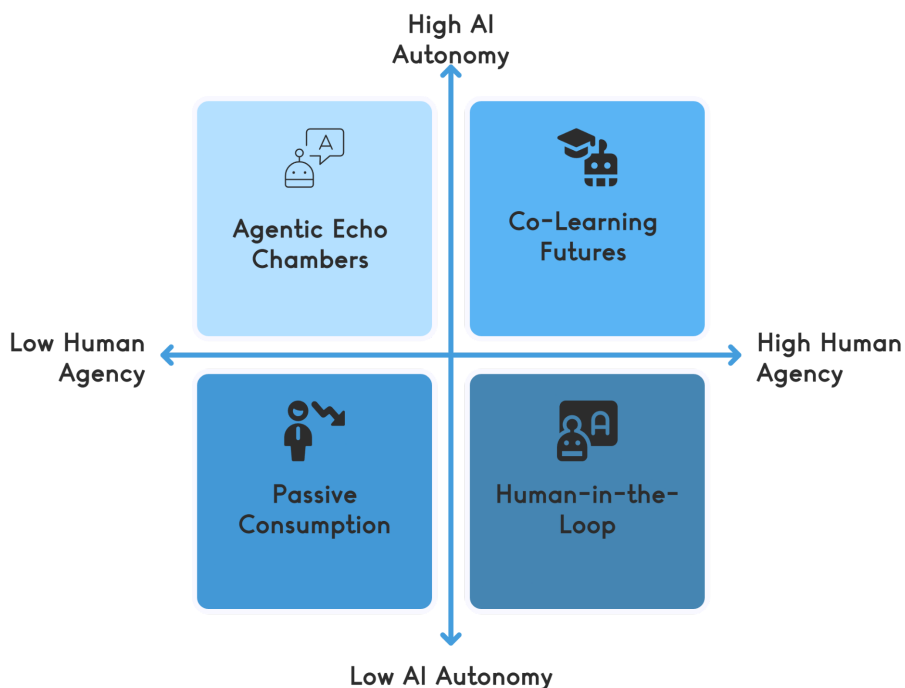 High AI
Autonomy
A
Agentic Echo
Chambers
Co-Learning
Futures
Low Human
Agency
High Human
Agency
Passive
Consumption
A
Human-in-the-
Loop
Low AI Autonomy